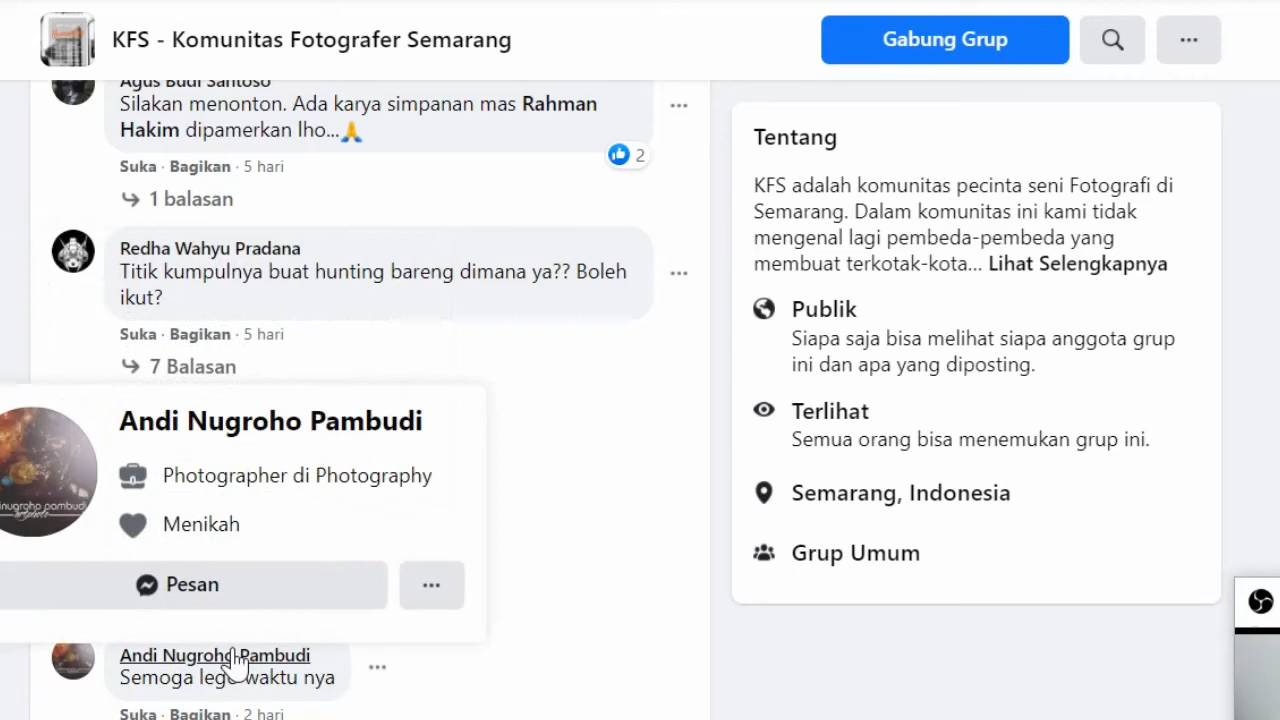 KFS - Komunitas Fotografer Semarang
Gabung Grup
Agus Budi Santoso
Silakan menonton. Ada karya simpanan mas Rahman
Hakim dipamerkan lho...🙏
2
Suka · Bagikan · 5 hari
1 balasan
Redha Wahyu Pradana
Titik kumpulnya buat hunting bareng dimana ya?? Boleh
ikut?
Suka · Bagikan · 5 hari
7 Balasan
Andi Nugroho Pambudi
Photographer di Photography
Menikah
Pesan
Andi Nugroho Pambudi
Semoga lego waktu nya
Suka · Bagikan · 2 hari
Tentang
KFS adalah komunitas pecinta seni Fotografi di
Semarang. Dalam komunitas ini kami tidak
mengenal lagi pembeda-pembeda yang
membuat terkotak-kota... Lihat Selengkapnya
Publik
Siapa saja bisa melihat siapa anggota grup
ini dan apa yang diposting.
Terlihat
Semua orang bisa menemukan grup ini.
Semarang, Indonesia
Grup Umum